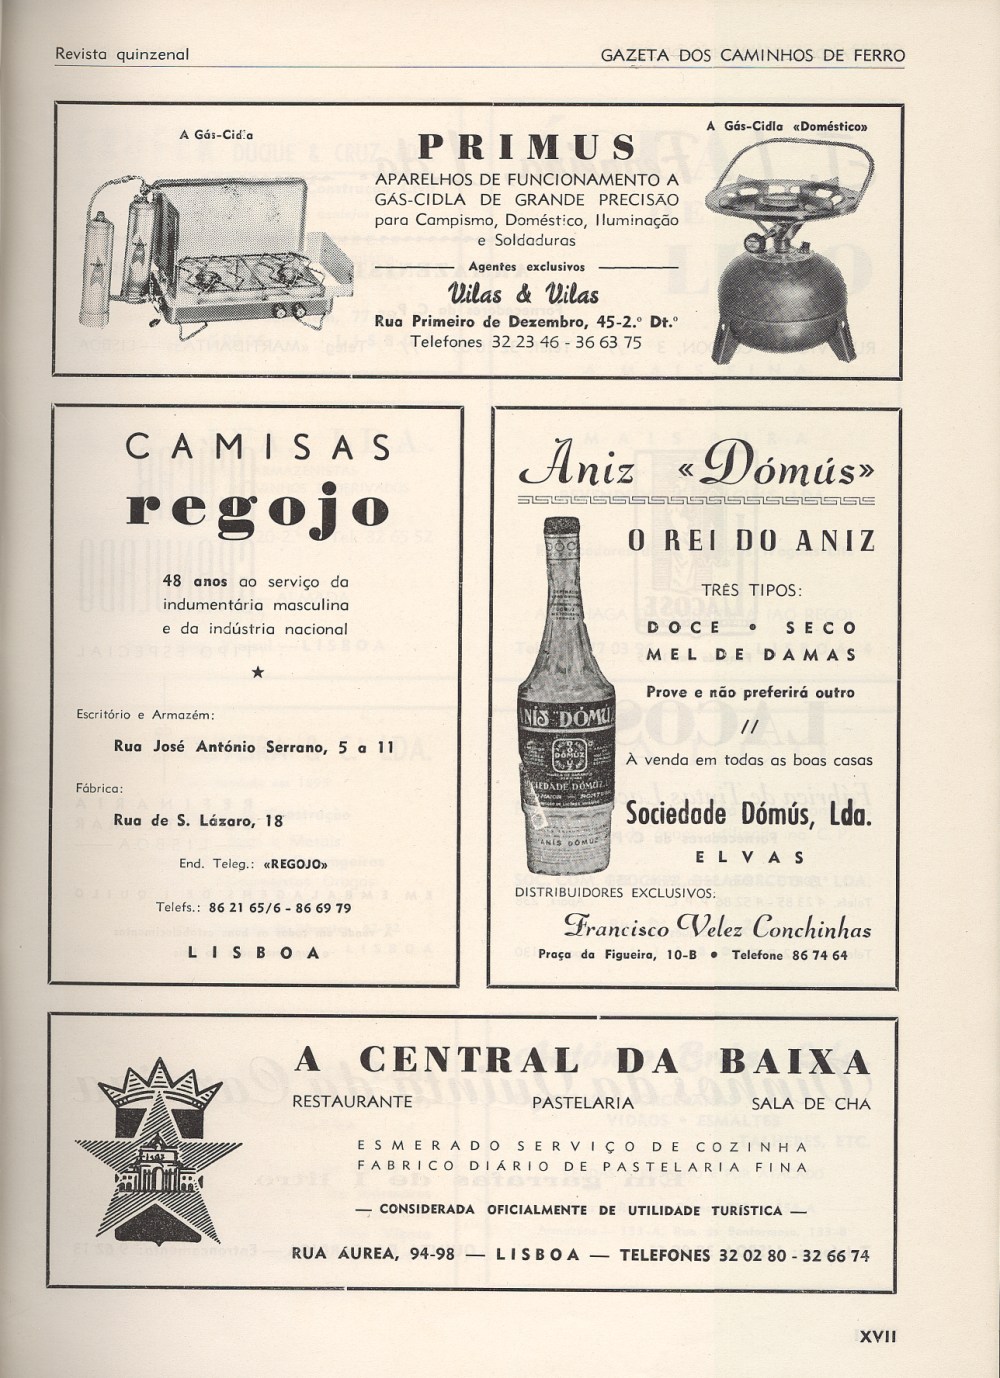 Revista quinzenal
GAZETA DOS CAMINHOS DE FERRO
A Gás-Cidla
PRIMUS
APARELHOS DE FUNCIONAMENTO A
GÁS-CIDLA DE GRANDE PRECISÃO
para Campismo, Doméstico, Iluminação
e Soldaduras
Agentes exclusivos
Vilas & Vilas
Rua Primeiro de Dezembro, 45-2.º Dt.º
Telefones 32 23 46 - 36 63 75
A Gás-Cidla «Doméstico»
CAMISAS
regojo
48 anos ao serviço da
indumentária masculina
e da indústria nacional
Escritório e Armazém:
Rua José António Serrano, 5 a 11
Fábrica:
Rua de S. Lázaro, 18
End. Teleg.: «REGOJO»
Telefs.: 86 21 65/6 - 86 69 79
LISBOA
Aniz «Dómús»
O REI DO ANIZ
TRÊS TIPOS:
DOCE • SECO
MEL DE DAMAS
Prove e não preferirá outro
//
À venda em todas as boas casas
Sociedade Dómús, Lda.
ELVAS
NIS DÓMÚ
DOMUZ
CIEDADE DÓMÚZ
ANÍS DÓMÚ
DISTRIBUIDORES EXCLUSIVOS:
Francisco Velez Conchinhas
Praça da Figueira, 10-B • Telefone 86 74 64
A CENTRAL DA BAIXA
RESTAURANTE PASTELARIA SALA DE CHA
ESMERADO SERVIÇO DE COZINHA
FABRICO DIÁRIO DE PASTELARIA FINA
— CONSIDERADA OFICIALMENTE DE UTILIDADE TURÍSTICA —
RUA ÁUREA, 94-98 — LISBOA — TELEFONES 32 02 80 - 32 66 74
XVII